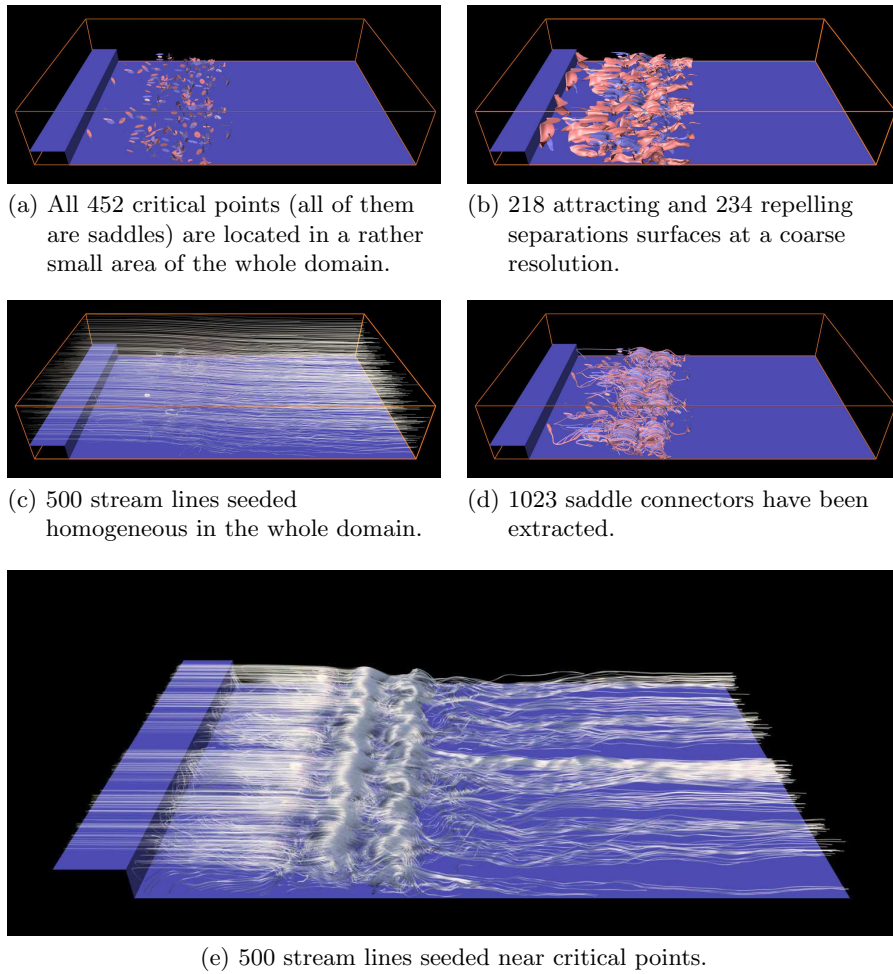 (a) All 452 critical points (all of them
are saddles) are located in a rather
small area of the whole domain.
(b) 218 attracting and 234 repelling
separations surfaces at a coarse
resolution.
(c) 500 stream lines seeded
homogeneous in the whole domain.
(d) 1023 saddle connectors have been
extracted.
(e) 500 stream lines seeded near critical points.